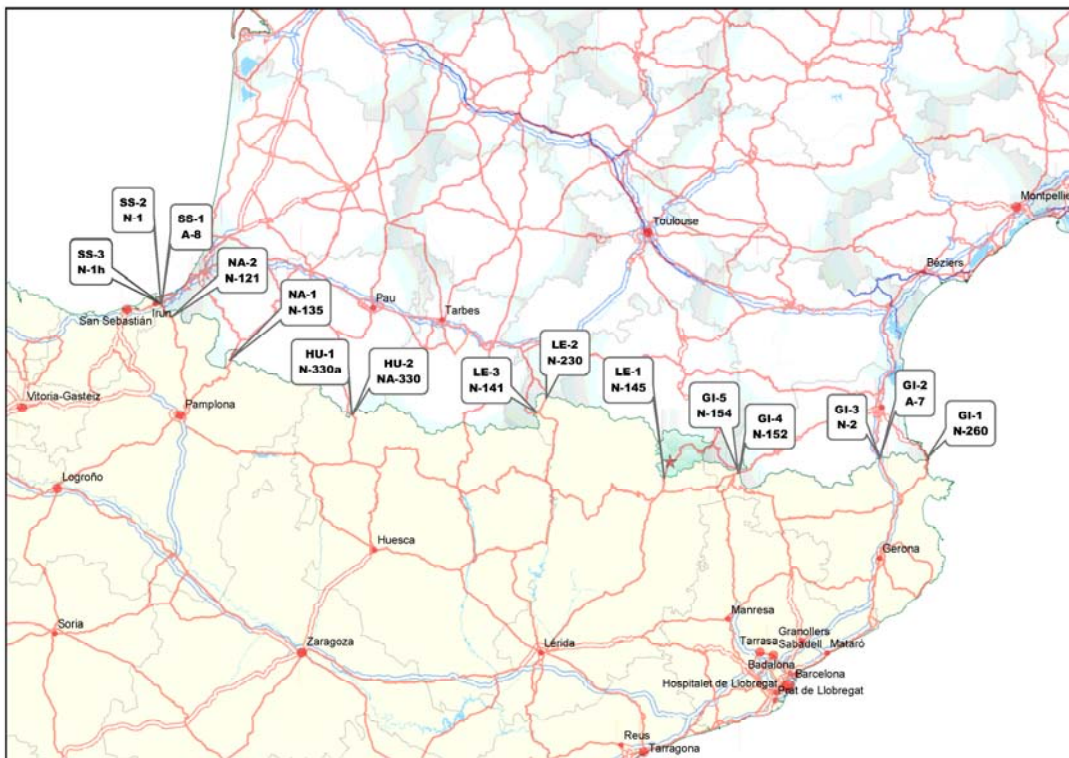 Montpellier
Toulouse
Béziers
SS-2
N-1
SS-1
A-8
SS-3
N-1h
NA-2
N-121
NA-1
N-135
Irun
San Sebastián
Pau
Tarbes
HU-1
N-330a
HU-2
NA-330
LE-3
N-141
LE-2
N-230
LE-1
N-145
GI-5
N-154
GI-4
N-152
GI-3
N-2
GI-2
A-7
GI-1
N-260
Vitoria-Gasteiz
Pamplona
Logroño
Huesca
Gerona
Soria
Zaragoza
Lérida
Manresa
Granollers
Tarrasa
Sabadell
Mataró
Badalona
Barcelona
Hospitalet de Llobregat
Prat de Llobregat
Reus
Tarragona